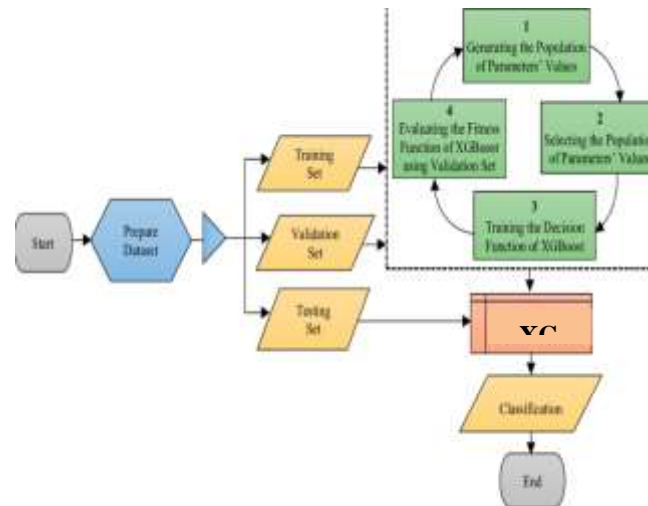 Start
Prepare
Dataset
Training
Set
Validation
Set
Testing
Set
1
Generating the Population
of Parameters' Values
2
Selecting the Population
of Parameters' Values
3
Training the Decision
Function of XGBoost
4
Evaluating the Fitness
Function of XGBoost
using Validation Set
Classification
End